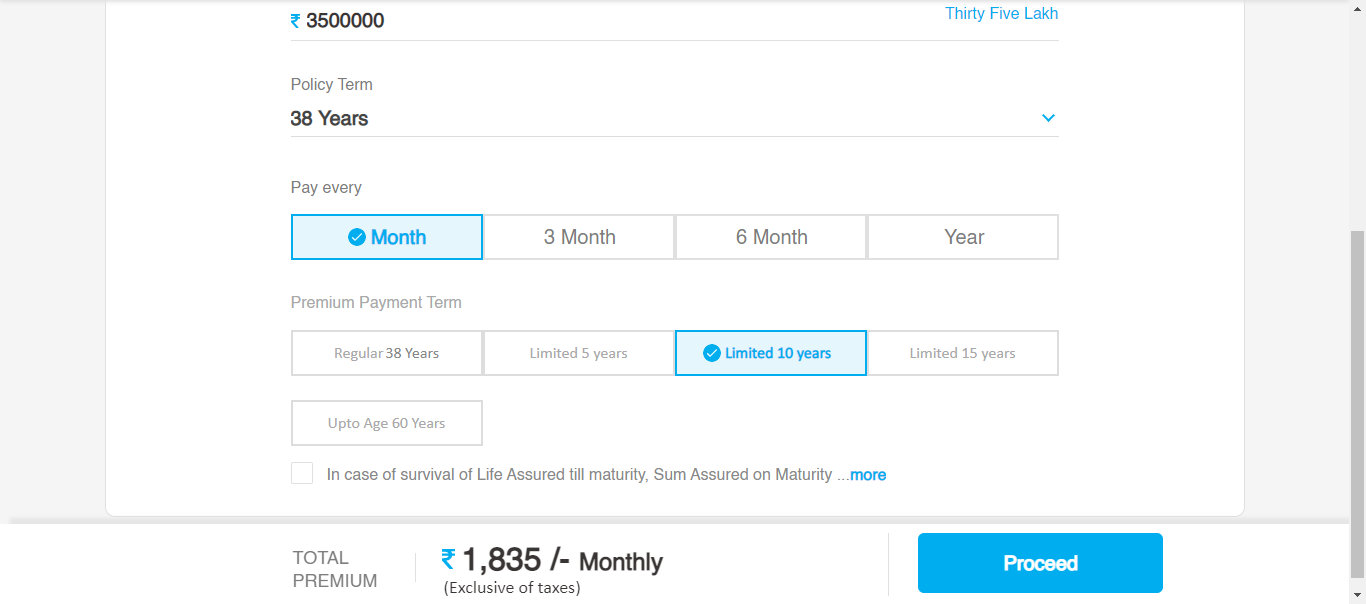 ₹ 3500000
Thirty Five Lakh
Policy Term
38 Years
Pay every
Month
3 Month
6 Month
Year
Premium Payment Term
Regular 38 Years
Limited 5 years
Limited 10 years
Limited 15 years
Upto Age 60 Years
In case of survival of Life Assured till maturity, Sum Assured on Maturity ...more
TOTAL
PREMIUM
₹ 1,835 /- Monthly
(Exclusive of taxes)
Proceed